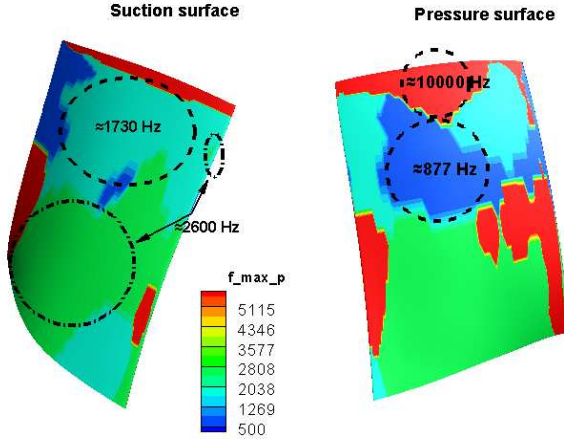 Suction surface
Pressure surface
≈10000 Hz
≈1730 Hz
≈877 Hz
≈2600 Hz
f_max_p
5115
4346
3577
2808
2038
1269
500